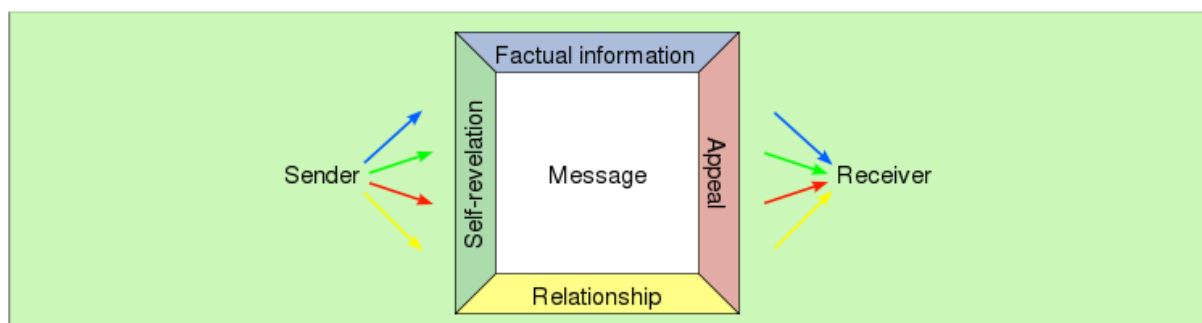 Factual information
Self-revelation
Appeal
Sender
Message
Receiver
Relationship